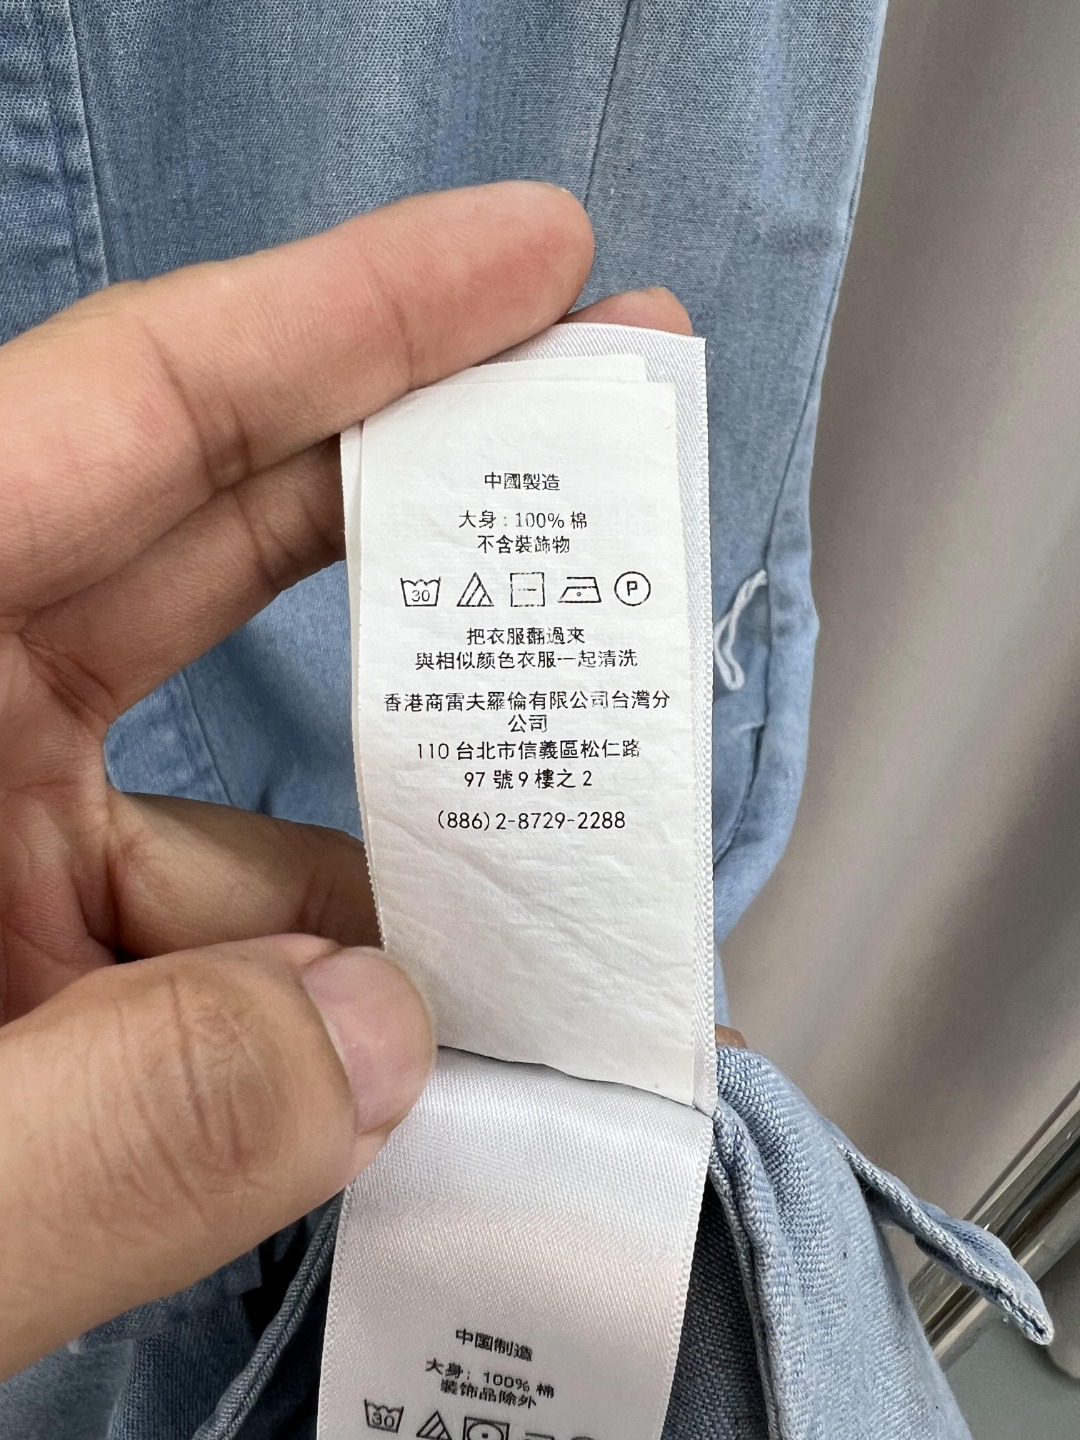 中國製造
大身：100% 棉
不含裝飾物
30 P
把衣服翻過來
與相似颜色衣服一起清洗
香港商雷夫羅倫有限公司台灣分
公司
110 台北市信義區松仁路
97 號 9 樓之 2
(886) 2-8729-2288
中国制造
大身：100% 棉
装饰品除外
30